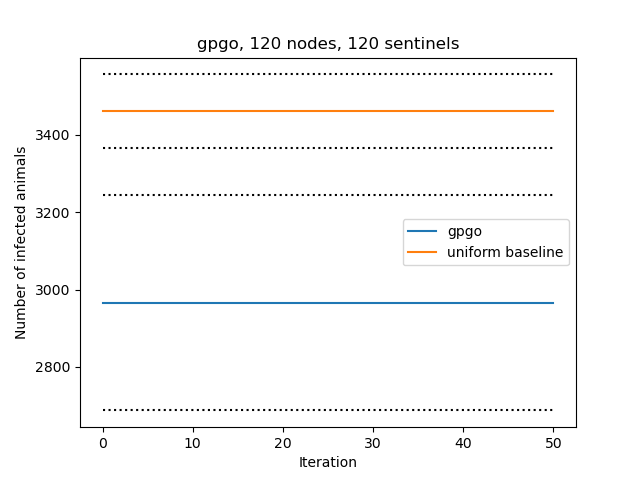 gpgo, 120 nodes, 120 sentinels
Number of infected animals
3400
3200
3000
2800
gpgo
uniform baseline
0 10 20 30 40 50
Iteration